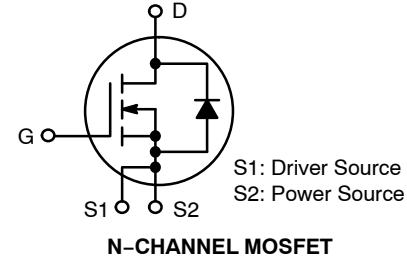 D
G
S1: Driver Source
S2: Power Source
S1 S2
N–CHANNEL MOSFET